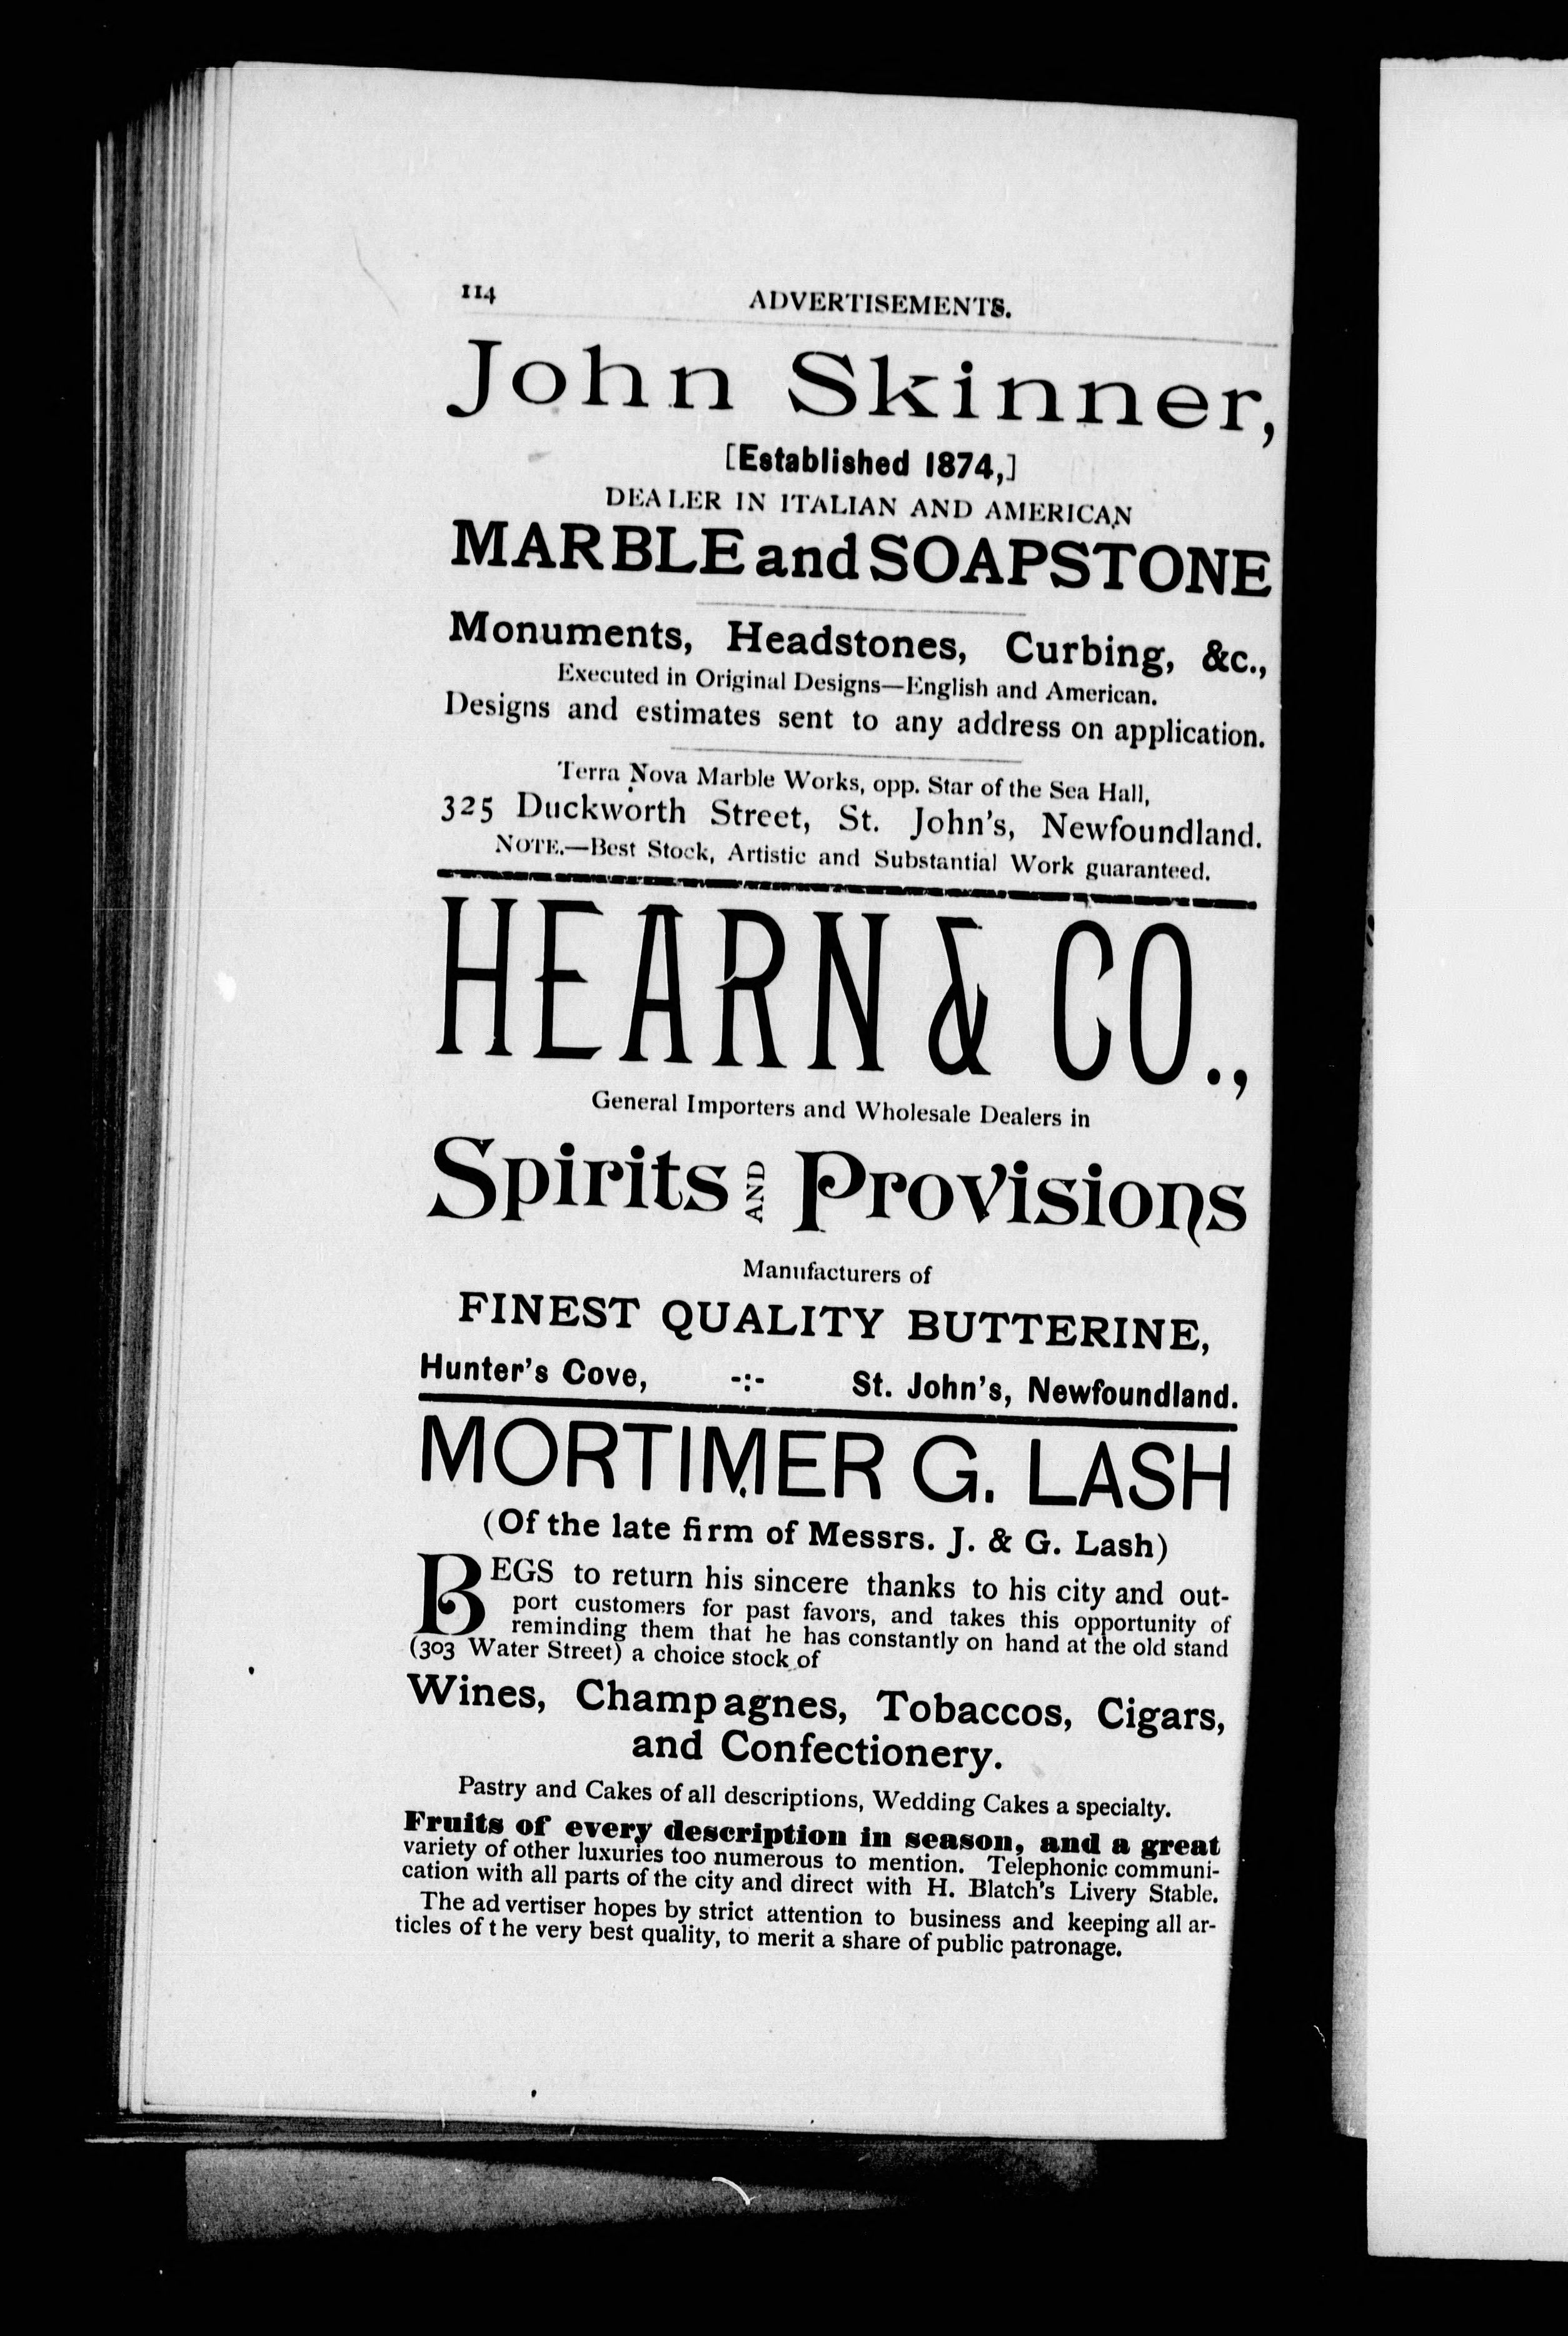 114 ADVERTISEMENTS.
John Skinner,
[Established 1874,]
DEALER IN ITALIAN AND AMERICAN
MARBLE and SOAPSTONE
Monuments, Headstones, Curbing, &c.,
Executed in Original Designs—English and American.
Designs and estimates sent to any address on application.
Terra Nova Marble Works, opp. Star of the Sea Hall,
325 Duckworth Street, St. John's, Newfoundland.
NOTE.—Best Stock, Artistic and Substantial Work guaranteed.
HEARN & CO.,
General Importers and Wholesale Dealers in
Spirits AND Provisions
Manufacturers of
FINEST QUALITY BUTTERINE,
Hunter's Cove, -:- St. John's, Newfoundland.
MORTIMER G. LASH
(Of the late firm of Messrs. J. & G. Lash)
BEGS to return his sincere thanks to his city and out-
port customers for past favors, and takes this opportunity of
reminding them that he has constantly on hand at the old stand
(303 Water Street) a choice stock of
Wines, Champagnes, Tobaccos, Cigars,
and Confectionery.
Pastry and Cakes of all descriptions, Wedding Cakes a specialty.
Fruits of every description in season, and a great
variety of other luxuries too numerous to mention. Telephonic communi-
cation with all parts of the city and direct with H. Blatch's Livery Stable.
The advertiser hopes by strict attention to business and keeping all ar-
ticles of the very best quality, to merit a share of public patronage.